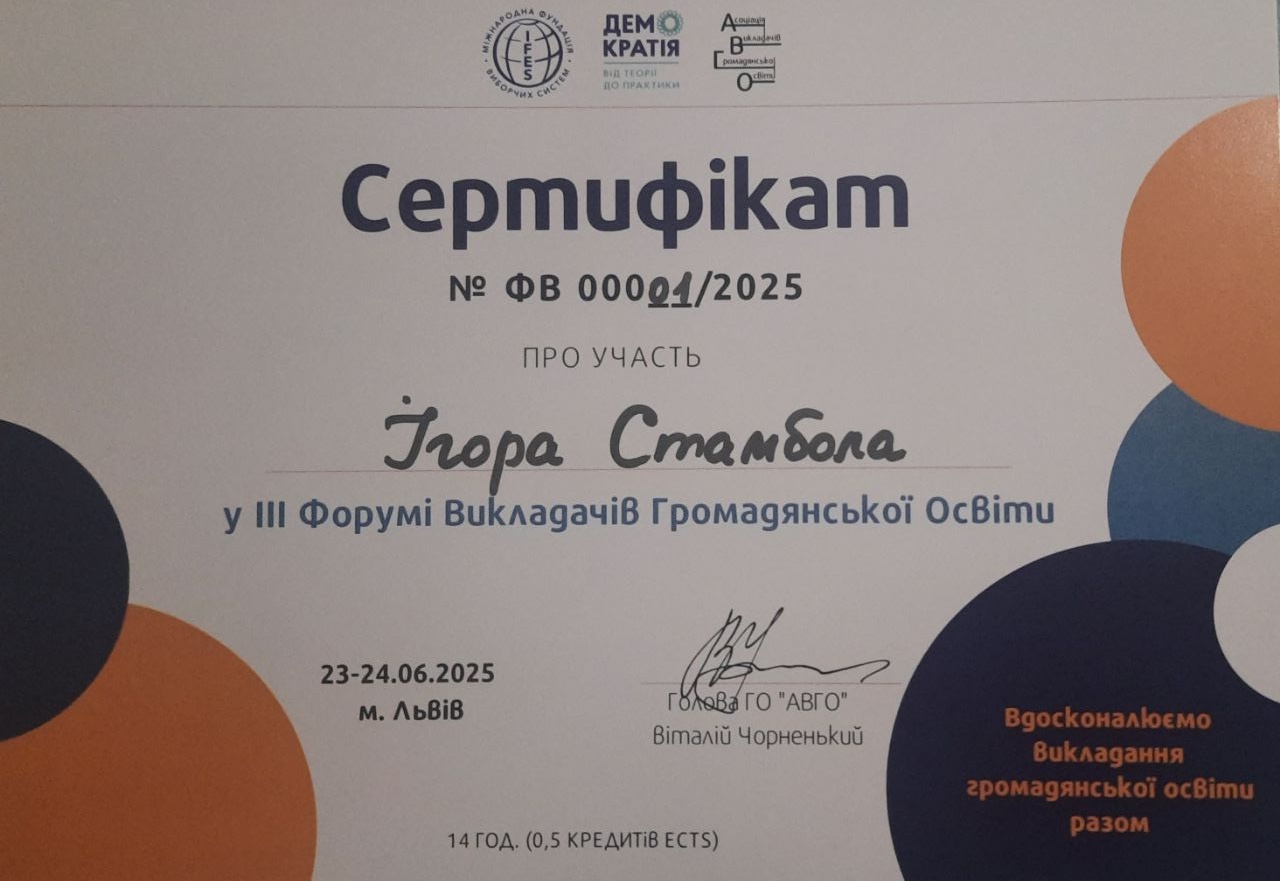 МІЖНАРОДНА ФУНДАЦІЯ
ВИБОРЧИХ СИСТЕМ
IFES
ДЕМОКРАТІЯ
ВІД ТЕОРІЇ
ДО ПРАКТИКИ
Асоціація
Викладачів
Громадянської
Освіти
Сертифікат
№ ФВ 00001/2025
ПРО УЧАСТЬ
Ігора Стамбола
у III Форумі Викладачів Громадянської Освіти
23-24.06.2025
м. Львів
Голова ГО "АВГО"
Віталій Чорненький
Вдосконалюємо
викладання
громадянської освіти
разом
14 ГОД. (0,5 КРЕДИТІВ ECTS)